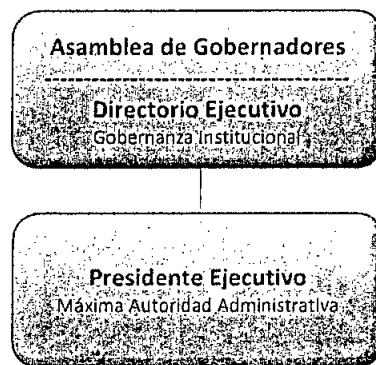 Asamblea de Gobernadores
Directorio Ejecutivo
Gobernanza Institucional
Presidente Ejecutivo
Máxima Autoridad Administrativa